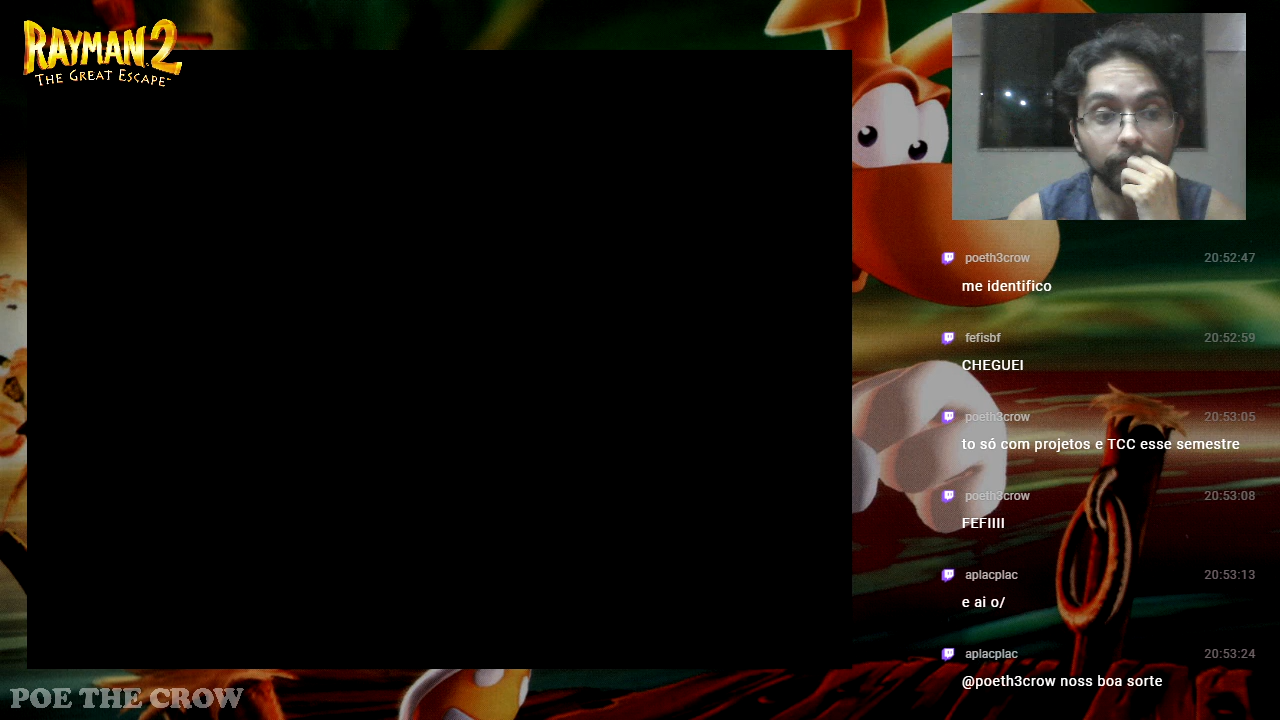 RAYMAN 2
THE GREAT ESCAPE
poeth3crow 20:52:47
me identifico
fefisbf 20:52:59
CHEGUEI
poeth3crow 20:53:05
to só com projetos e TCC esse semestre
poeth3crow 20:53:08
FEFIIII
aplacplac 20:53:13
e ai o/
aplacplac 20:53:24
@poeth3crow noss boa sorte
POE THE CROW